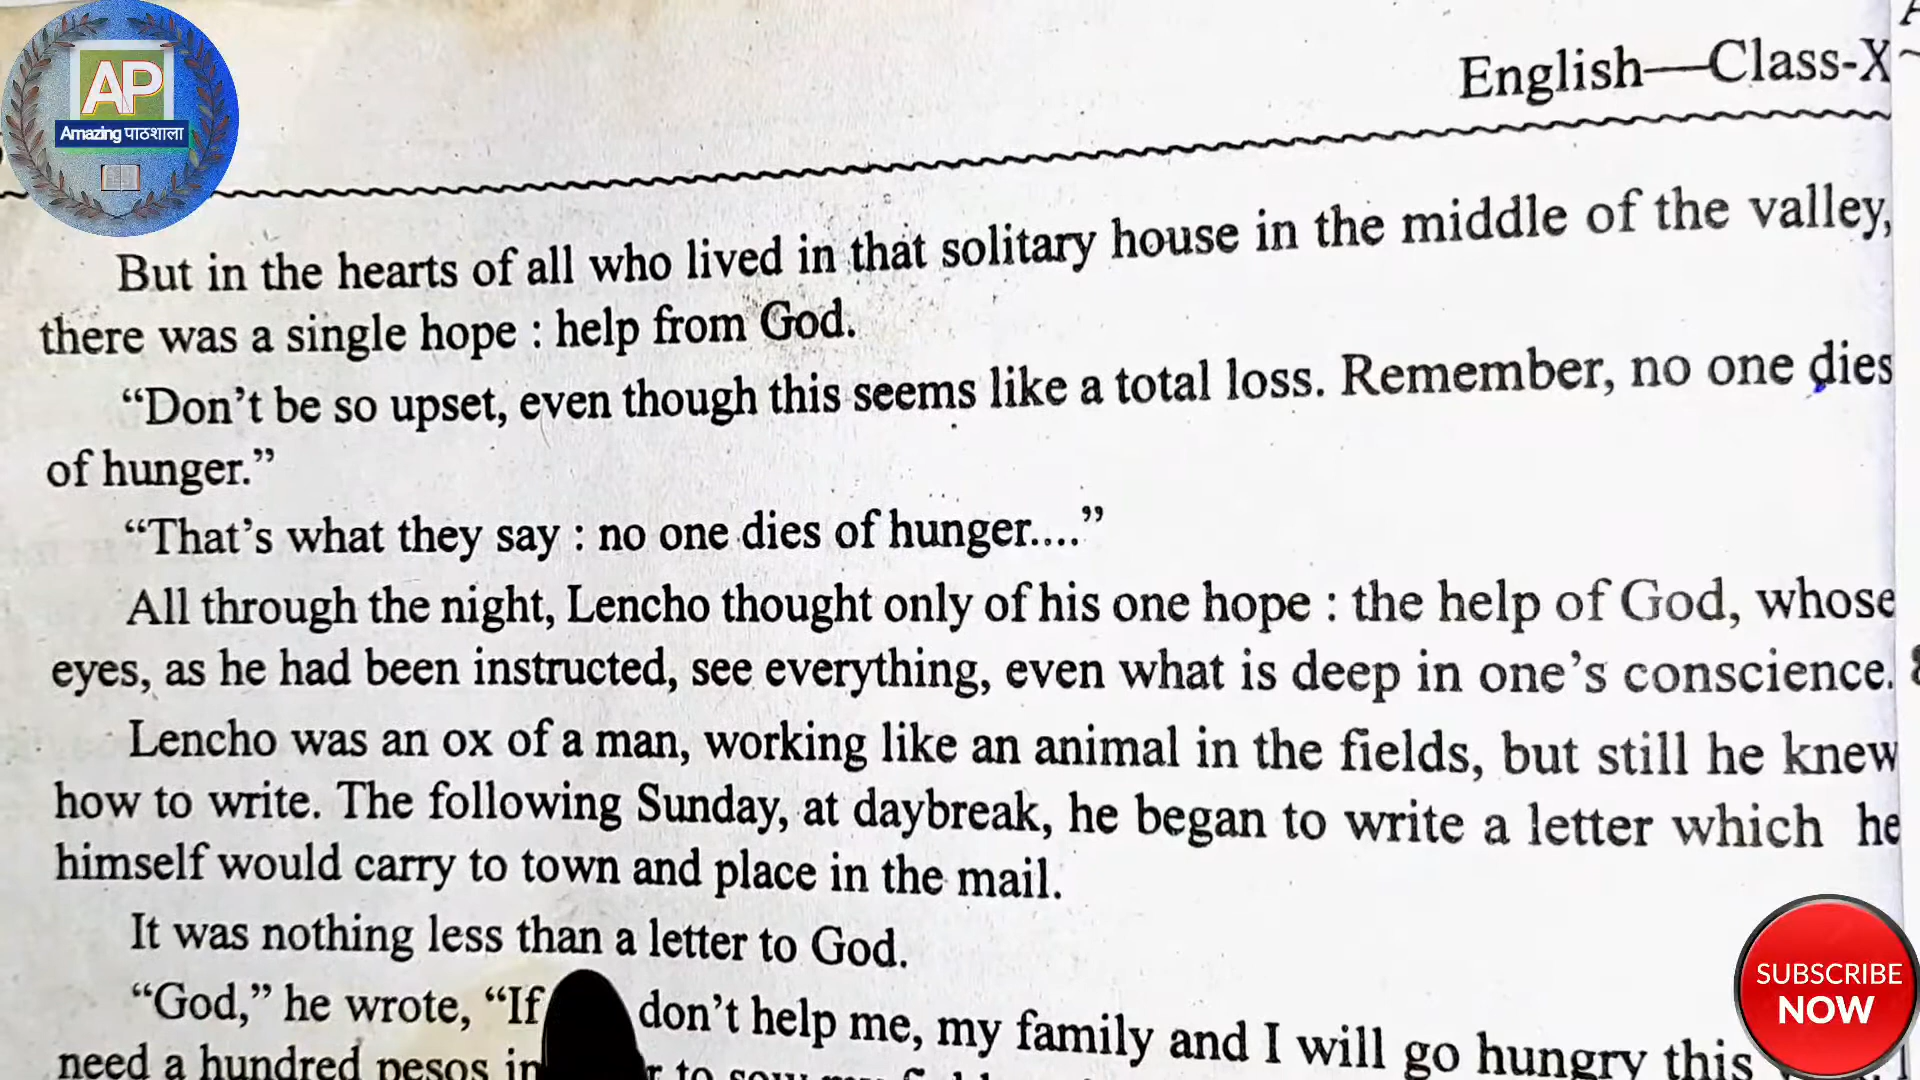 AP
Amazing पाठशाला
English—Class-X
But in the hearts of all who lived in that solitary house in the middle of the valley,
there was a single hope : help from God.
“Don’t be so upset, even though this seems like a total loss. Remember, no one dies
of hunger.”
“That’s what they say : no one dies of hunger....”
All through the night, Lencho thought only of his one hope : the help of God, whose
eyes, as he had been instructed, see everything, even what is deep in one’s conscience.
Lencho was an ox of a man, working like an animal in the fields, but still he knew
how to write. The following Sunday, at daybreak, he began to write a letter which he
himself would carry to town and place in the mail.
It was nothing less than a letter to God.
“God,” he wrote, “If don’t help me, my family and I will go hungry this
need a hundred pesos in to sow my
SUBSCRIBE
NOW